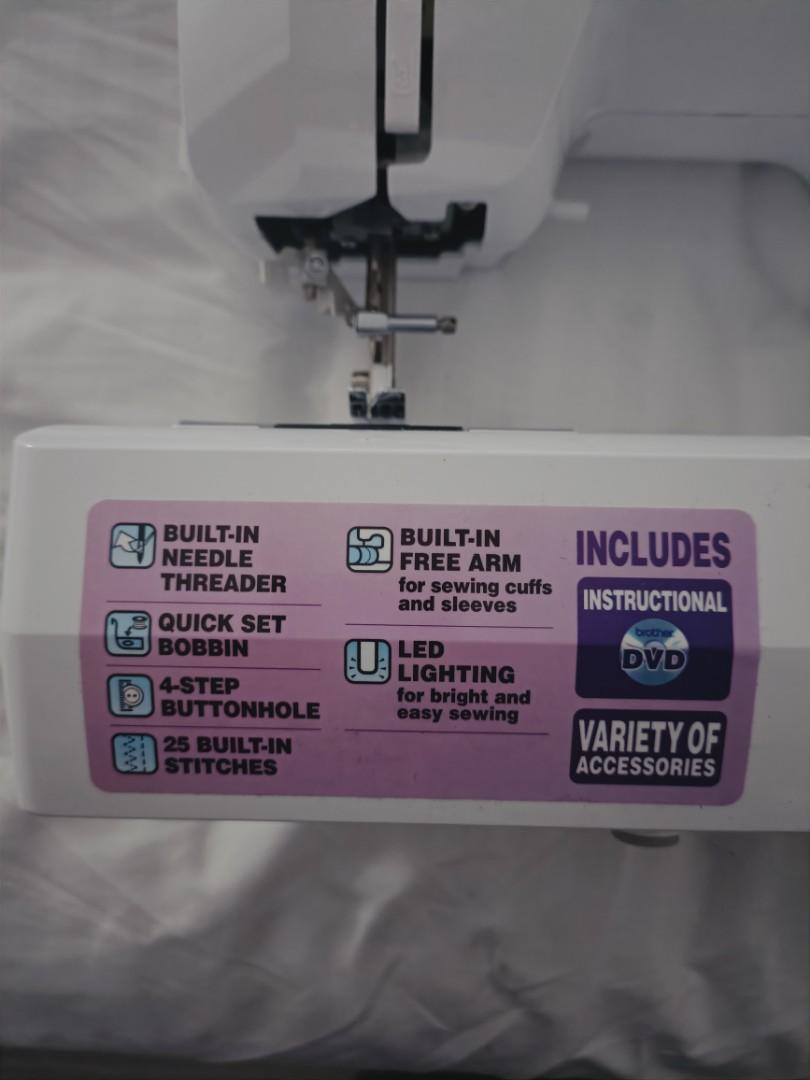 BUILT-IN
NEEDLE
THREADER
QUICK SET
BOBBIN
4-STEP
BUTTONHOLE
25 BUILT-IN
STITCHES
BUILT-IN
FREE ARM
for sewing cuffs
and sleeves
LED
LIGHTING
for bright and
easy sewing
INCLUDES
INSTRUCTIONAL
brother
DVD
VARIETY OF
ACCESSORIES